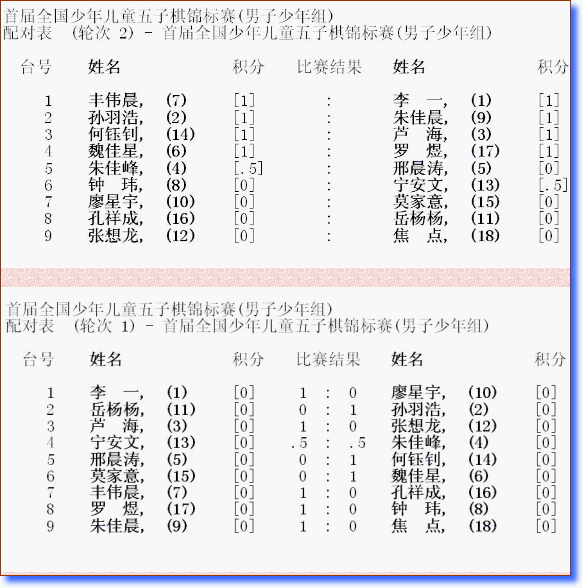 首届全国少年儿童五子棋锦标赛(男子少年组)
配对表 (轮次 2) - 首届全国少年儿童五子棋锦标赛(男子少年组)
台号 姓名 积分 比赛结果 姓名 积分
1 丰伟晨, (7) [1] : 李 一, (1) [1]
2 孙羽浩, (2) [1] : 朱佳晨, (9) [1]
3 何钰钊, (14) [1] : 芦 海, (3) [1]
4 魏佳星, (6) [1] : 罗 煜, (17) [1]
5 朱佳峰, (4) [.5] : 邢晨涛, (5) [0]
6 钟 玮, (8) [0] : 宁安文, (13) [.5]
7 廖星宇, (10) [0] : 莫家意, (15) [0]
8 孔祥成, (16) [0] : 岳杨杨, (11) [0]
9 张想龙, (12) [0] : 焦 点, (18) [0]
首届全国少年儿童五子棋锦标赛(男子少年组)
配对表 (轮次 1) - 首届全国少年儿童五子棋锦标赛(男子少年组)
台号 姓名 积分 比赛结果 姓名 积分
1 李 一, (1) [0] 1 : 0 廖星宇, (10) [0]
2 岳杨杨, (11) [0] 0 : 1 孙羽浩, (2) [0]
3 芦 海, (3) [0] 1 : 0 张想龙, (12) [0]
4 宁安文, (13) [0] .5 : .5 朱佳峰, (4) [0]
5 邢晨涛, (5) [0] 0 : 1 何钰钊, (14) [0]
6 莫家意, (15) [0] 0 : 1 魏佳星, (6) [0]
7 丰伟晨, (7) [0] 1 : 0 孔祥成, (16) [0]
8 罗 煜, (17) [0] 1 : 0 钟 玮, (8) [0]
9 朱佳晨, (9) [0] 1 : 0 焦 点, (18) [0]